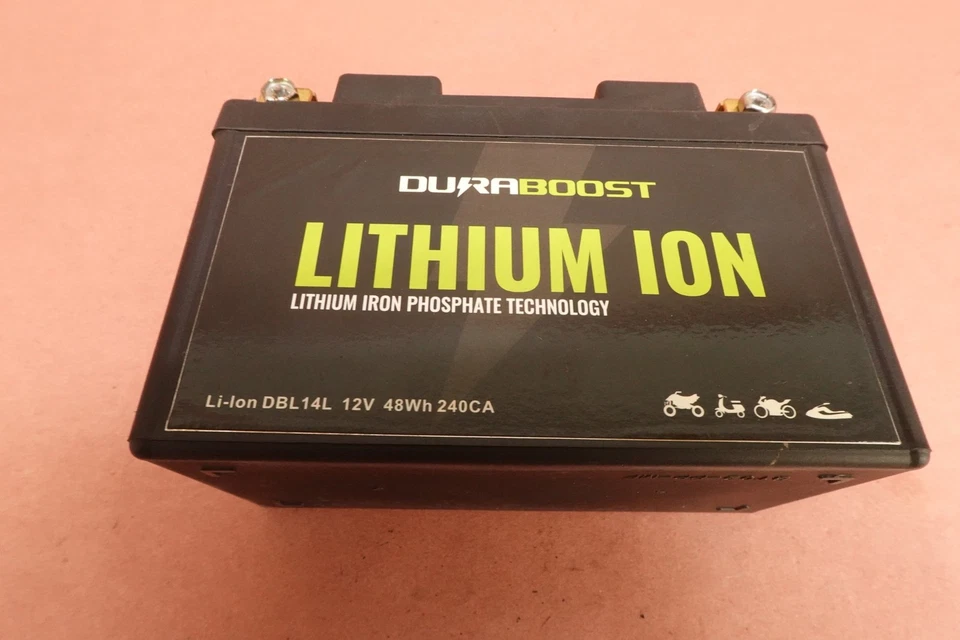 DURABOOST
LITHIUM ION
LITHIUM IRON PHOSPHATE TECHNOLOGY
Li-Ion DBL14L 12V 48Wh 240CA